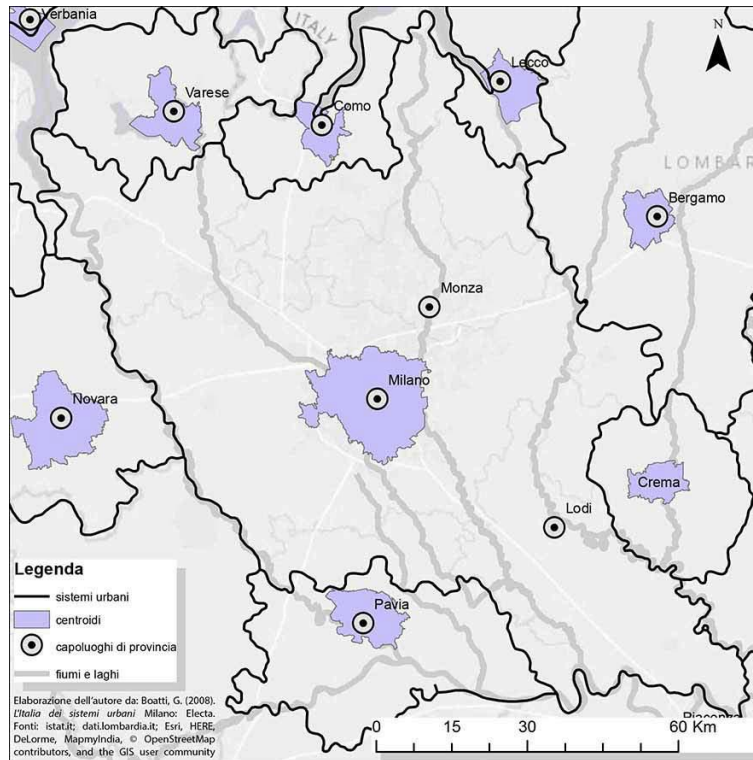 Verbania
ITALY
N
Lecco
Varese
Como
LOMBAR
Bergamo
Monza
Milano
Novara
Crema
Lodi
Legenda
sistemi urbani
centroidi
capoluoghi di provincia
fiumi e laghi
Pavia
Elaborazione dell'autore da: Boatti, G. (2008).
L'Italia dei sistemi urbani Milano: Electa.
Fonti: istat.it; dati.lombardia.it; Esri, HERE,
DeLorme, MapmyIndia, © OpenStreetMap
contributors, and the GIS user community
Piacenza
0 15 30 60 Km